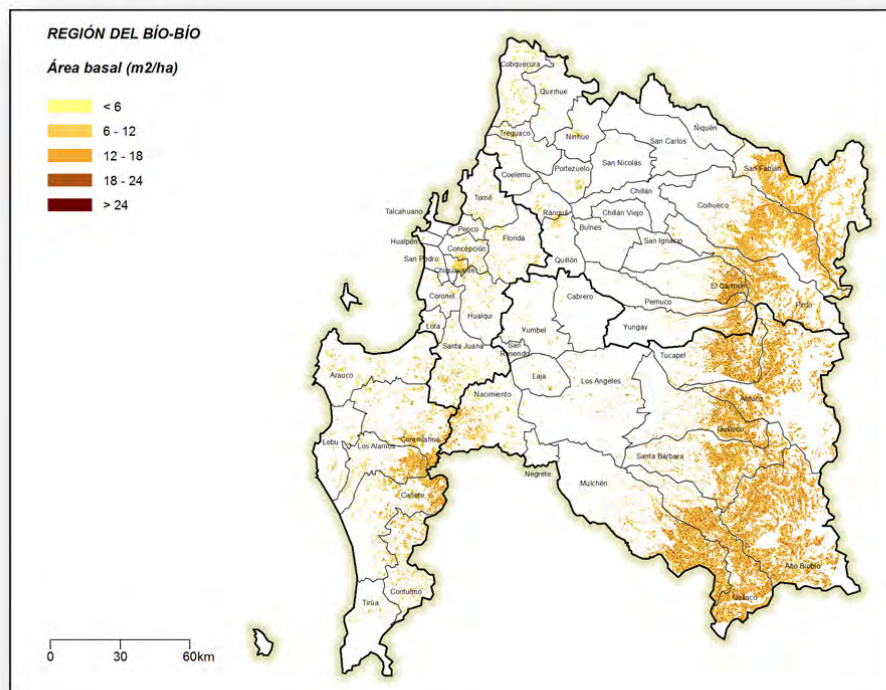 REGIÓN DEL BÍO-BÍO
Área basal (m2/ha)
< 6
6 - 12
12 - 18
18 - 24
> 24
Cobquecura
Quirihue
Ñiquén
Treguaco
Ninhue
San Carlos
San Nicolás
San Fabián
Portezuelo
Coelemu
Chillán
Tomé
Coihueco
Talcahuano
Ránquil
Chillán Viejo
Penco
Bulnes
Hualpén
Concepción
Florida
San Ignacio
San Pedro
Quillón
Chiguayante
El Carmen
Coronel
Cabrero
Pemuco
Pinto
Hualqui
Lota
Yumbel
Yungay
Santa Juana
San
Rosendo
Tucapel
Arauco
Laja
Los Angeles
Nacimiento
Antuco
Quilleco
Lebu
Los Alamos
Curanilahue
Santa Bárbara
Negrete
Mulchén
Cañete
Alto Biobío
Contulmo
Tirúa
0
30
60km